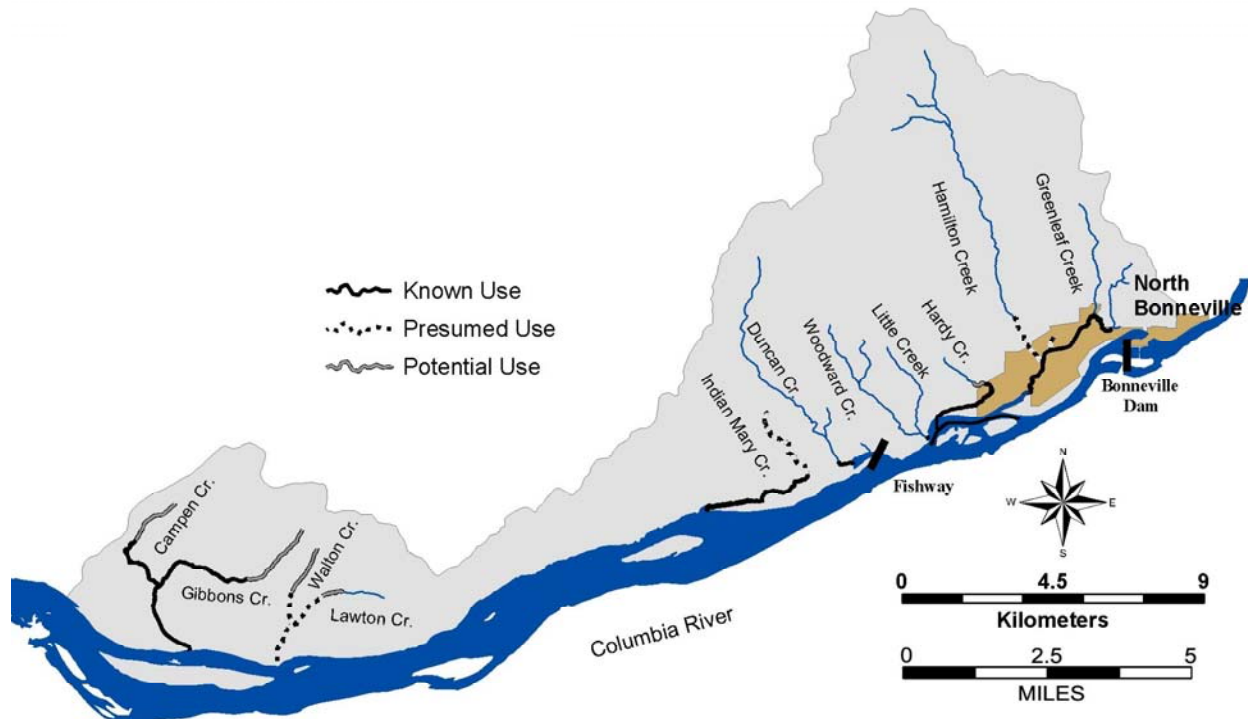 Known Use
Presumed Use
Potential Use
Hamilton Creek
Greenleaf Creek
North
Bonneville
Bonneville
Dam
Hardy Cr.
Little Creek
Woodward Cr.
Duncan Cr.
Indian Mary Cr.
Fishway
Campen Cr.
Gibbons Cr.
Walton Cr.
Lawton Cr.
Columbia River
N
W
E
S
0 4.5 9
Kilometers
0 2.5 5
MILES